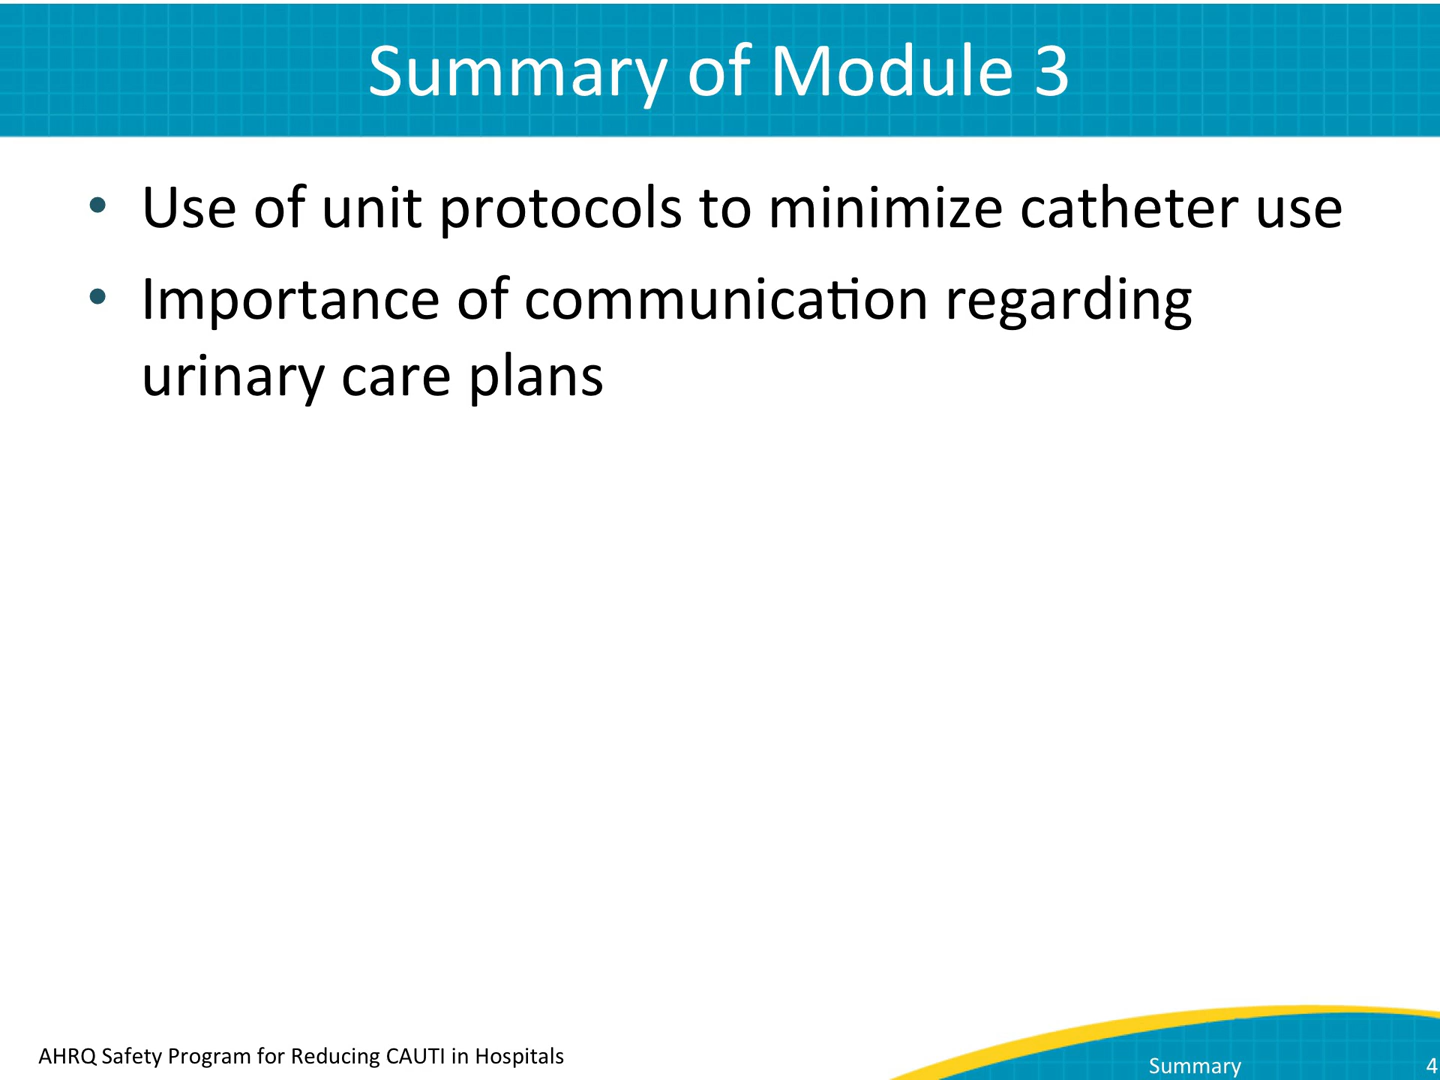 Summary of Module 3
• Use of unit protocols to minimize catheter use
• Importance of communication regarding
urinary care plans
AHRQ Safety Program for Reducing CAUTI in Hospitals
Summary
4